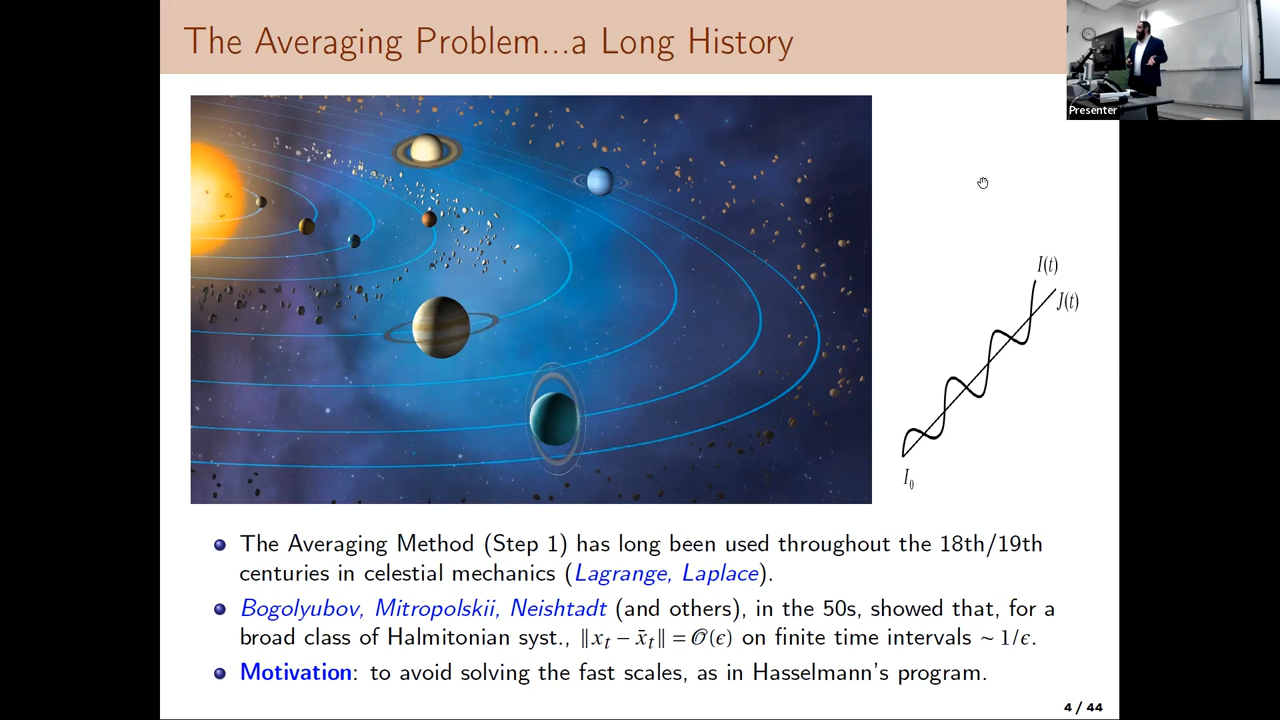 The Averaging Problem...a Long History
Presenter
I(t)
J(t)
I₀
The Averaging Method (Step 1) has long been used throughout the 18th/19th
centuries in celestial mechanics (Lagrange, Laplace).
Bogolyubov, Mitropolskii, Neishtadt (and others), in the 50s, showed that, for a
broad class of Halmitonian syst., ‖xₜ − x̄ₜ‖ = 𝒪(ϵ) on finite time intervals ~ 1/ϵ.
Motivation: to avoid solving the fast scales, as in Hasselmann's program.
4 / 44